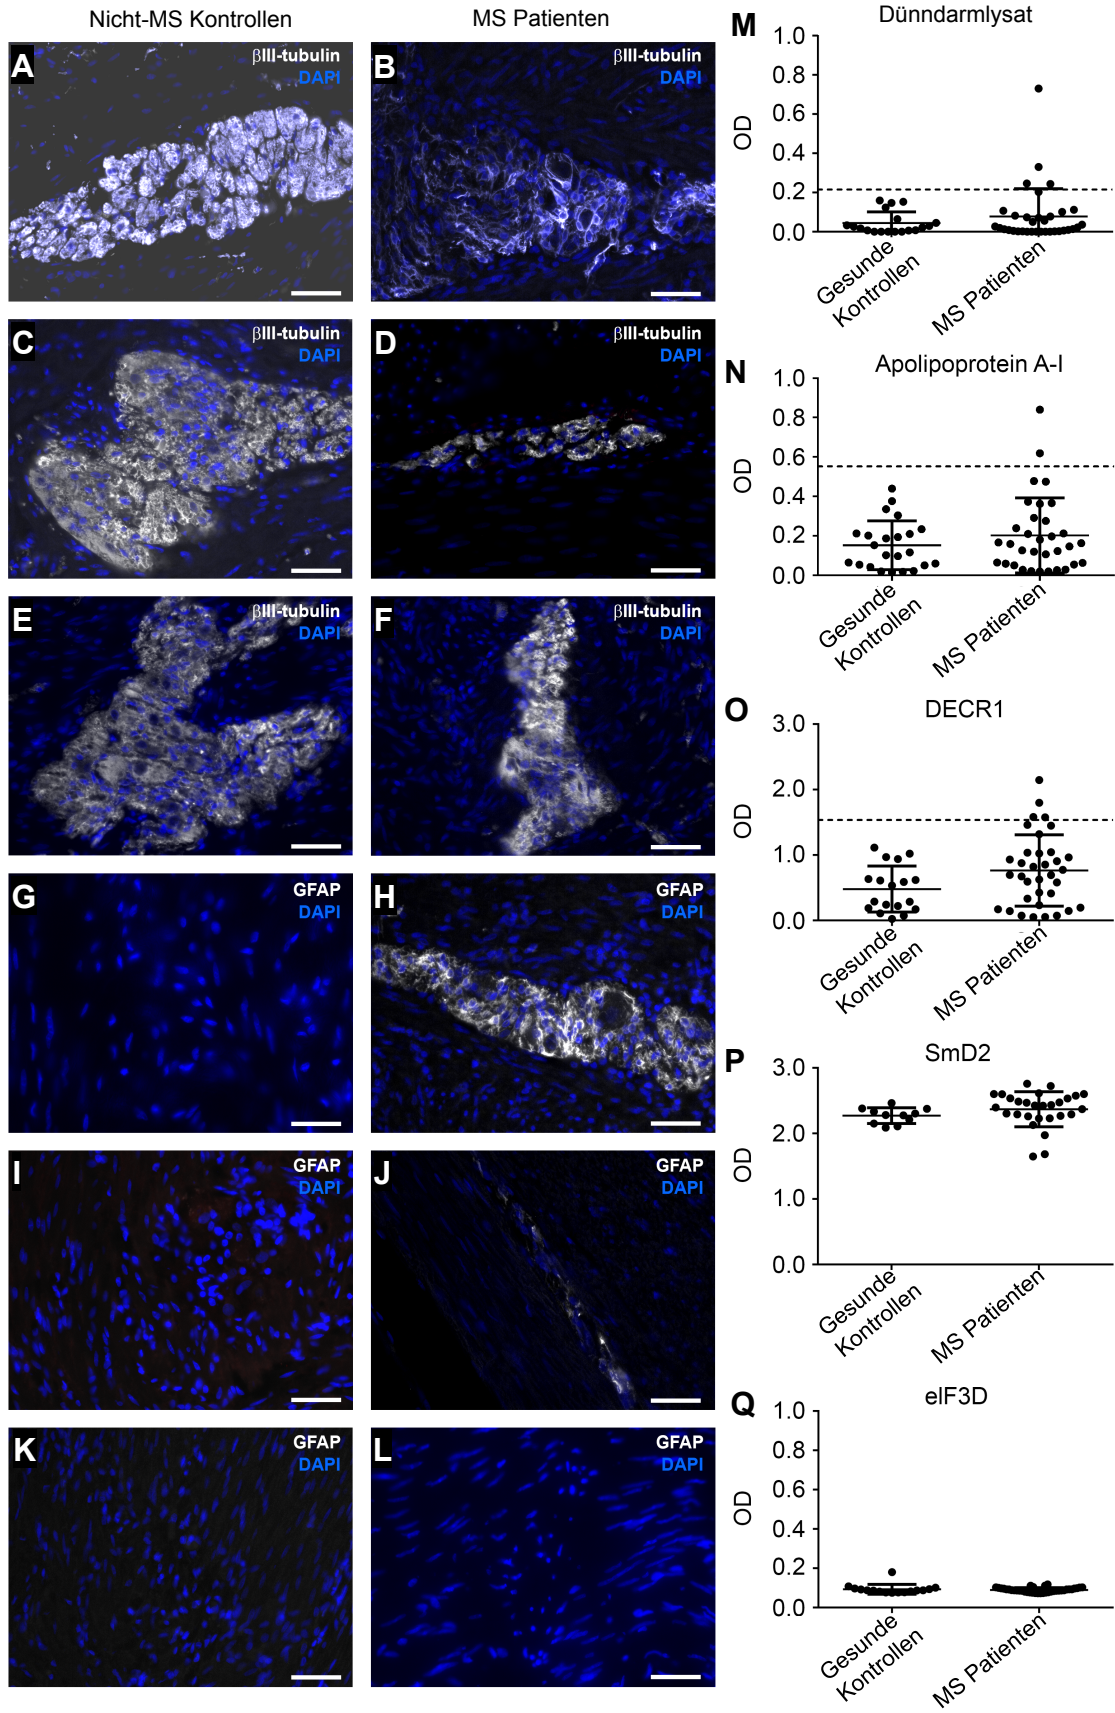 Nicht-MS Kontrollen
MS Patienten
A
βIII-tubulin
DAPI
B
βIII-tubulin
DAPI
C
βIII-tubulin
DAPI
D
βIII-tubulin
DAPI
E
βIII-tubulin
DAPI
F
βIII-tubulin
DAPI
G
GFAP
DAPI
H
GFAP
DAPI
I
GFAP
DAPI
J
GFAP
DAPI
K
GFAP
DAPI
L
GFAP
DAPI
M
Dünndarmlysat
1.0
0.8
0.6
0.4
0.2
0.0
OD
Gesunde
Kontrollen
MS Patienten
N
Apolipoprotein A-I
1.0
0.8
0.6
0.4
0.2
0.0
OD
Gesunde
Kontrollen
MS Patienten
O
DECR1
3.0
2.0
1.0
0.0
OD
Gesunde
Kontrollen
MS Patienten
P
SmD2
3.0
2.0
1.0
0.0
OD
Gesunde
Kontrollen
MS Patienten
Q
eIF3D
1.0
0.8
0.6
0.4
0.2
0.0
OD
Gesunde
Kontrollen
MS Patienten